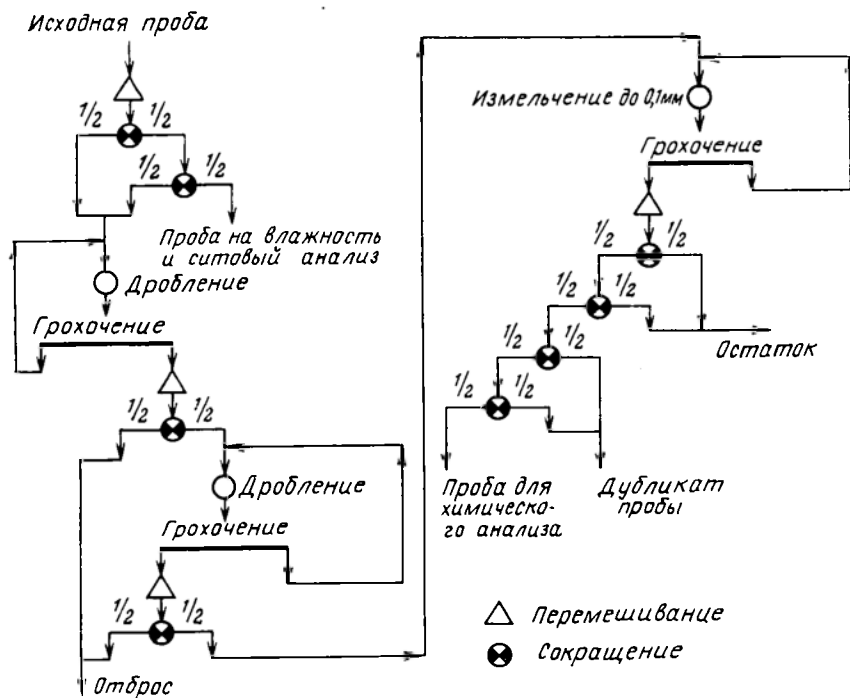 Исходная проба
1/2 1/2
1/2 1/2
Проба на влажность
и ситовый анализ
Дробление
Грохочение
1/2 1/2
Дробление
Грохочение
1/2 1/2
Отброс
Измельчение до 0,1мм
Грохочение
1/2 1/2
1/2 1/2
Остаток
1/2 1/2
1/2 1/2
Проба для
химическо-
го анализа
Дубликат
пробы
Перемешивание
Сокращение